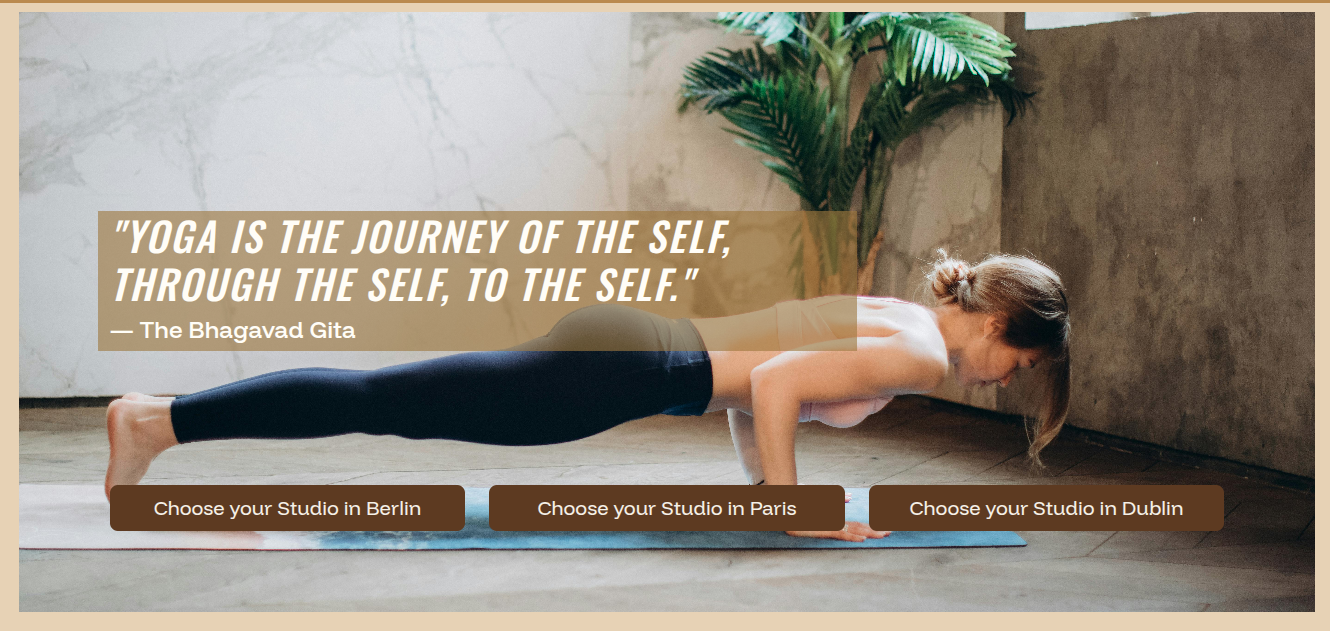 "YOGA IS THE JOURNEY OF THE SELF,
THROUGH THE SELF, TO THE SELF."
— The Bhagavad Gita
Choose your Studio in Berlin
Choose your Studio in Paris
Choose your Studio in Dublin